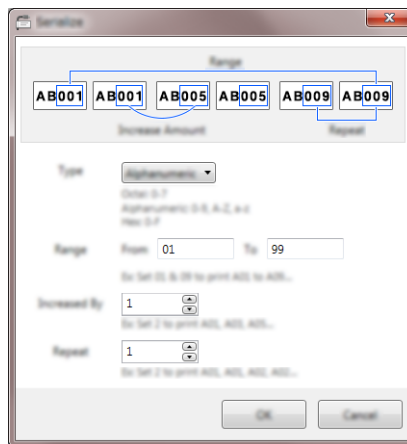 Serialize
Range
AB001 AB001 AB005 AB005 AB009 AB009
Increase Amount Repeat
Type Alphanumeric
Octal 0-7
Alphanumeric 0-9, A-Z, a-z
Hex 0-F
Range From 01 To 99
Ex: Set 01 & 09 to print A01 to A09...
Increased By 1
Ex: Set 2 to print A01, A03, A05...
Repeat 1
Ex: Set 2 to print A01, A01, A02, A02...
OK Cancel